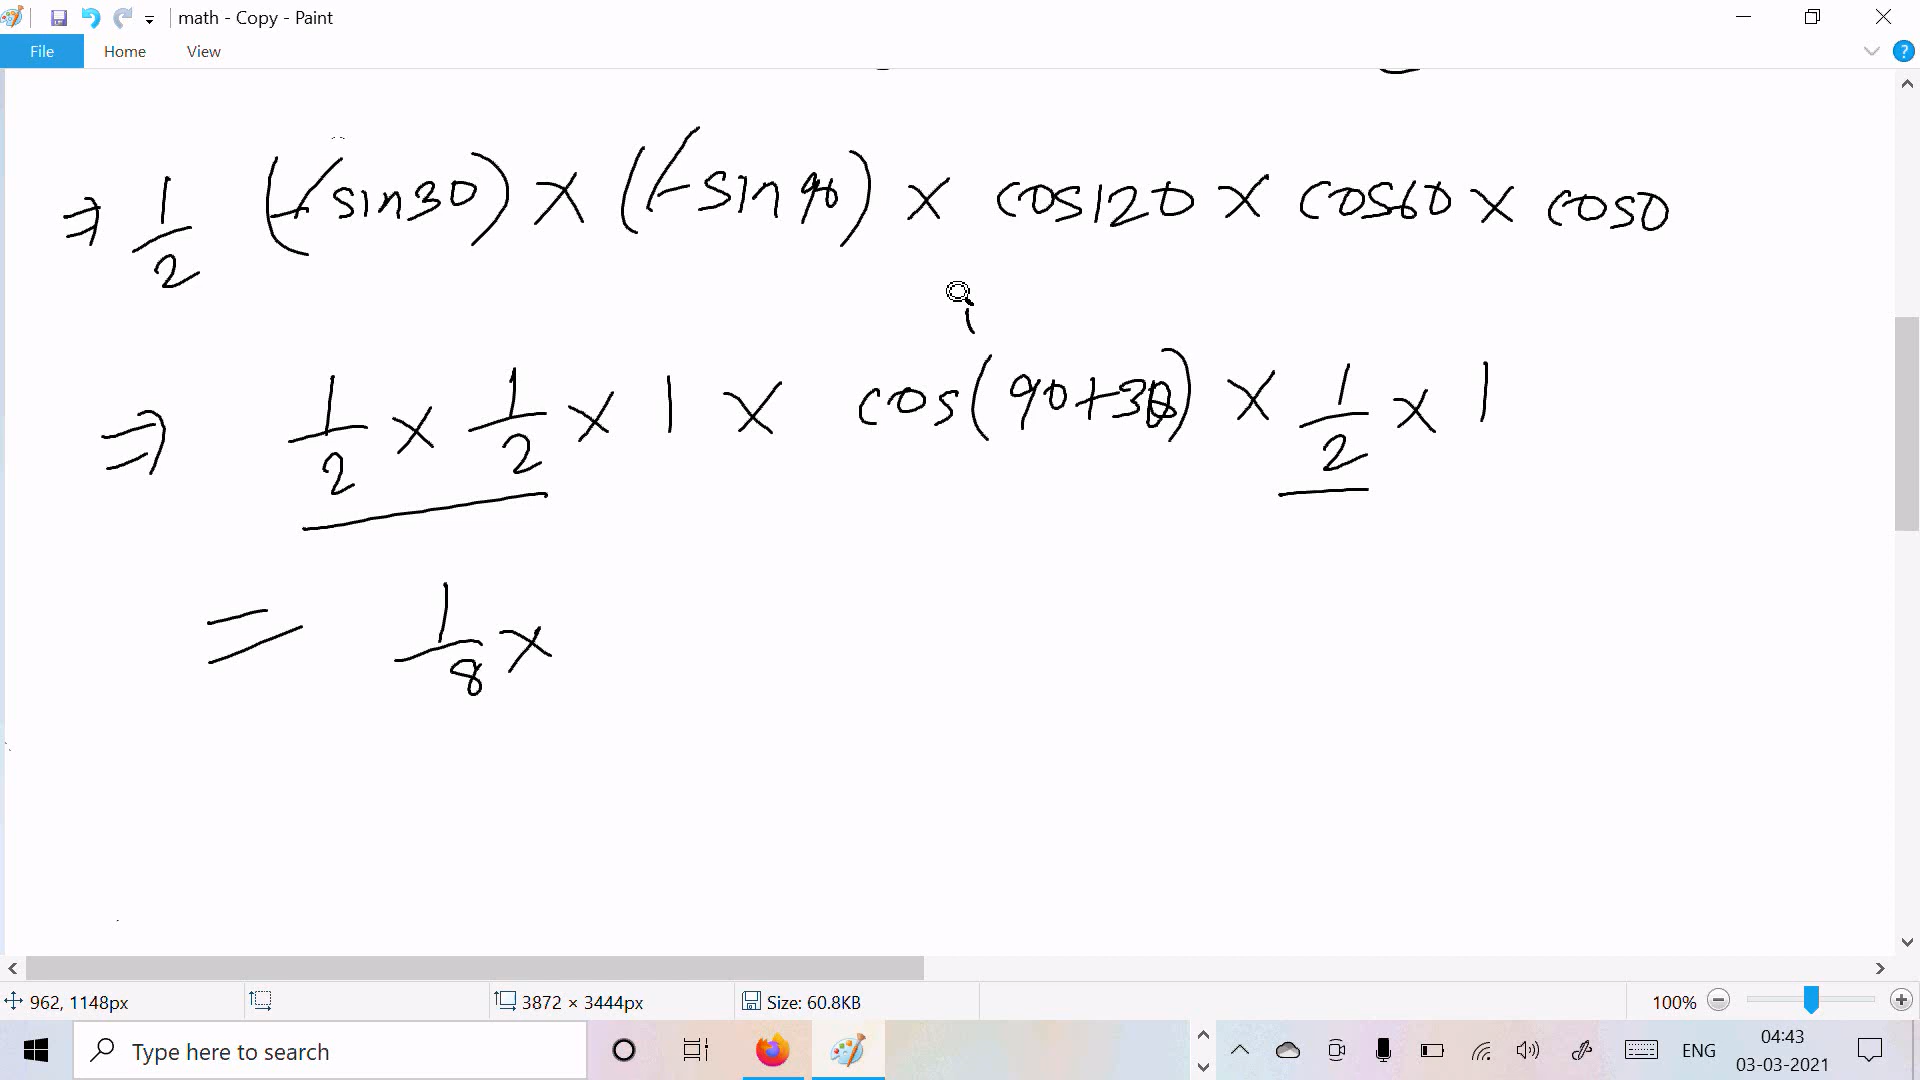 math - Copy - Paint
File Home View
⇒ 1/2 (-sin30) × (-sin90) × cos120 × cos60 × cos0
⇒ 1/2 × 1/2 × 1 × cos(90+30) × 1/2 × 1
= 1/8 ×
962, 1148px 3872 × 3444px Size: 60.8KB 100%
Type here to search ENG 04:43
03-03-2021